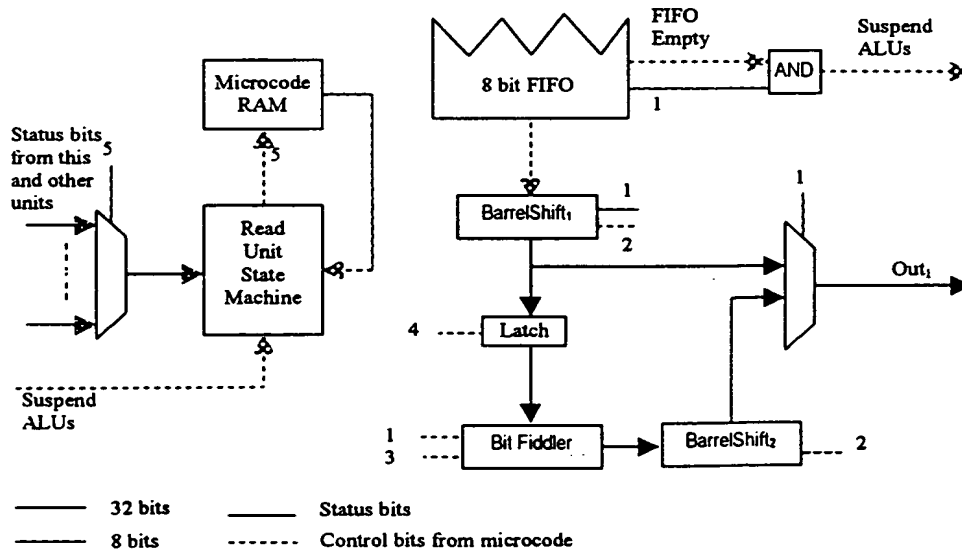 Microcode
RAM
5
Status bits
from this
and other
units
5
Read
Unit
State
Machine
Suspend
ALUs
FIFO
Empty
8 bit FIFO
1
AND
Suspend
ALUs
BarrelShift₁
1
2
1
Out₁
4
Latch
1
3
Bit Fiddler
BarrelShift₂
2
32 bits
Status bits
8 bits
Control bits from microcode